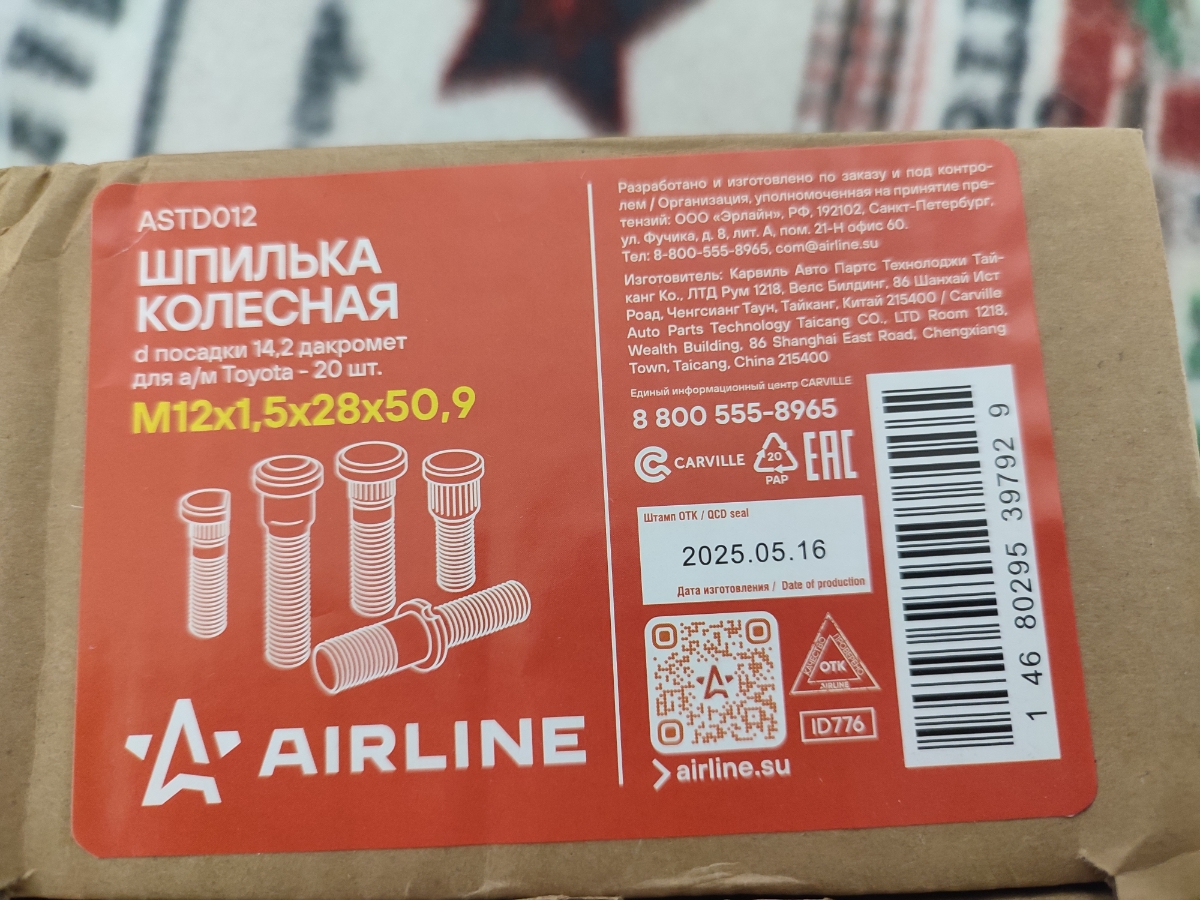 ASTD012
ШПИЛЬКА
КОЛЕСНАЯ
d посадки 14,2 дакромет
для а/м Toyota - 20 шт.
М12х1,5х28х50,9
AIRLINE
Разработано и изготовлено по заказу и под контро-
лем / Организация, уполномоченная на принятие пре-
тензий: ООО «Эрлайн», РФ, 192102, Санкт-Петербург,
ул. Фучика, д. 8, лит. А, пом. 21-Н офис 60.
Тел: 8-800-555-8965, com@airline.su
Изготовитель: Карвиль Авто Партс Технолоджи Тай-
канг Ко., ЛТД Рум 1218, Велс Билдинг, 86 Шанхай Ист
Роад, Ченгсианг Таун, Тайканг, Китай 215400 / Carville
Auto Parts Technology Taicang CO., LTD Room 1218,
Wealth Building, 86 Shanghai East Road, Chengxiang
Town, Taicang, China 215400
Единый информационный центр CARVILLE
8 800 555-8965
CARVILLE
20
PAP
EAC
Штамп ОТК / QCD seal
2025.05.16
Дата изготовления / Date of production
КАЧЕСТВО ПРОВЕРЕНО
ОТК
AIRLINE
ID776
airline.su
1 46 80295 39792 9